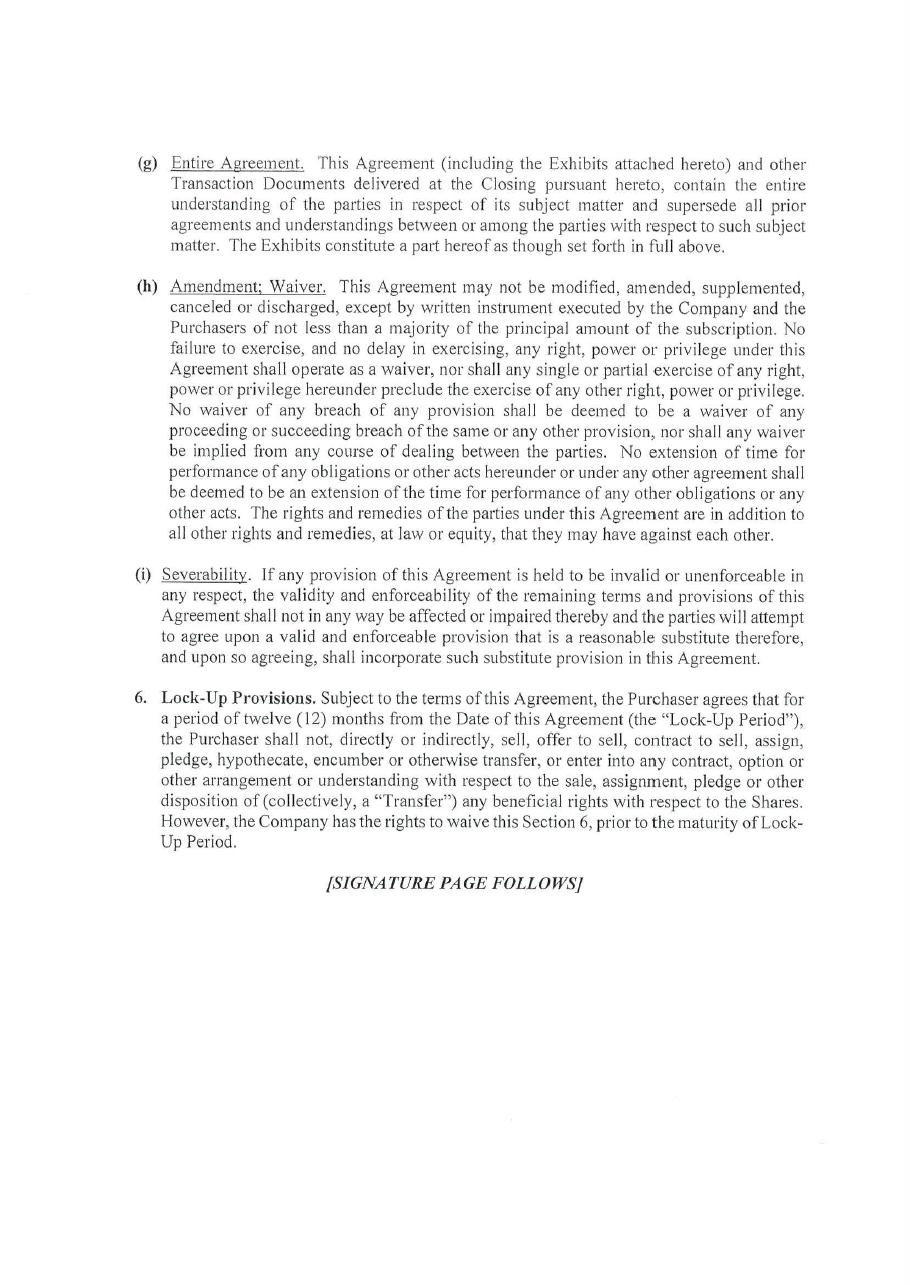 (g) Entire Agreement. This Agreement (including the Exhibits attached hereto) and other
Transaction Documents delivered at the Closing pursuant hereto, contain the entire
understanding of the parties in respect of its subject matter and supersede all prior
agreements and understandings between or among the parties with respect to such subject
matter. The Exhibits constitute a part hereof as though set forth in full above.
(h) Amendment; Waiver. This Agreement may not be modified, amended, supplemented,
canceled or discharged, except by written instrument executed by the Company and the
Purchasers of not less than a majority of the principal amount of the subscription. No
failure to exercise, and no delay in exercising, any right, power or privilege under this
Agreement shall operate as a waiver, nor shall any single or partial exercise of any right,
power or privilege hereunder preclude the exercise of any other right, power or privilege.
No waiver of any breach of any provision shall be deemed to be a waiver of any
proceeding or succeeding breach of the same or any other provision, nor shall any waiver
be implied from any course of dealing between the parties. No extension of time for
performance of any obligations or other acts hereunder or under any other agreement shall
be deemed to be an extension of the time for performance of any other obligations or any
other acts. The rights and remedies of the parties under this Agreement are in addition to
all other rights and remedies, at law or equity, that they may have against each other.
(i) Severability. If any provision of this Agreement is held to be invalid or unenforceable in
any respect, the validity and enforceability of the remaining terms and provisions of this
Agreement shall not in any way be affected or impaired thereby and the parties will attempt
to agree upon a valid and enforceable provision that is a reasonable substitute therefore,
and upon so agreeing, shall incorporate such substitute provision in this Agreement.
6. Lock-Up Provisions. Subject to the terms of this Agreement, the Purchaser agrees that for
a period of twelve (12) months from the Date of this Agreement (the “Lock-Up Period”),
the Purchaser shall not, directly or indirectly, sell, offer to sell, contract to sell, assign,
pledge, hypothecate, encumber or otherwise transfer, or enter into any contract, option or
other arrangement or understanding with respect to the sale, assignment, pledge or other
disposition of (collectively, a “Transfer”) any beneficial rights with respect to the Shares.
However, the Company has the rights to waive this Section 6, prior to the maturity of Lock-
Up Period.
[SIGNATURE PAGE FOLLOWS]